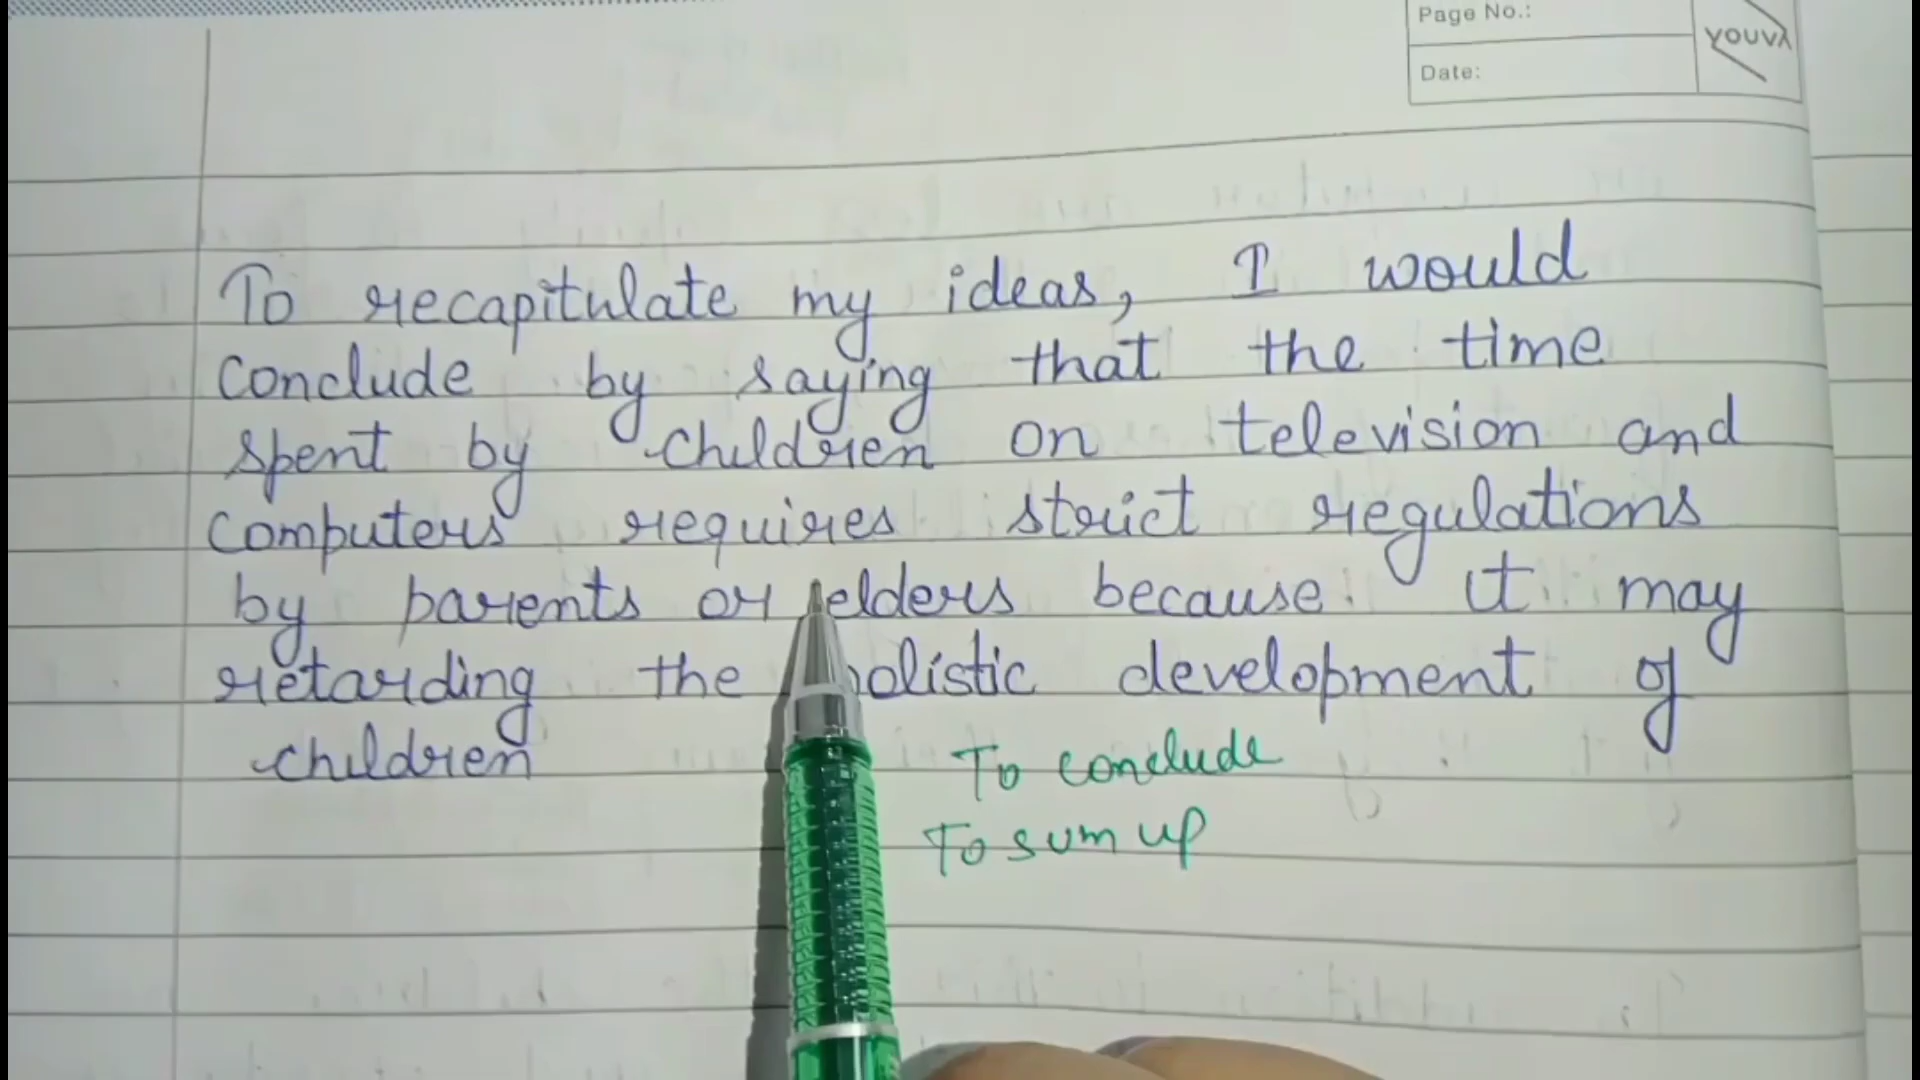 Page No.:
YOUVA
Date:
To recapitulate my ideas, I would
conclude by saying that the time
spent by children on television and
computers requires strict regulations
by parents or elders because it may
retarding the holistic development of
children
To conclude
To sum up